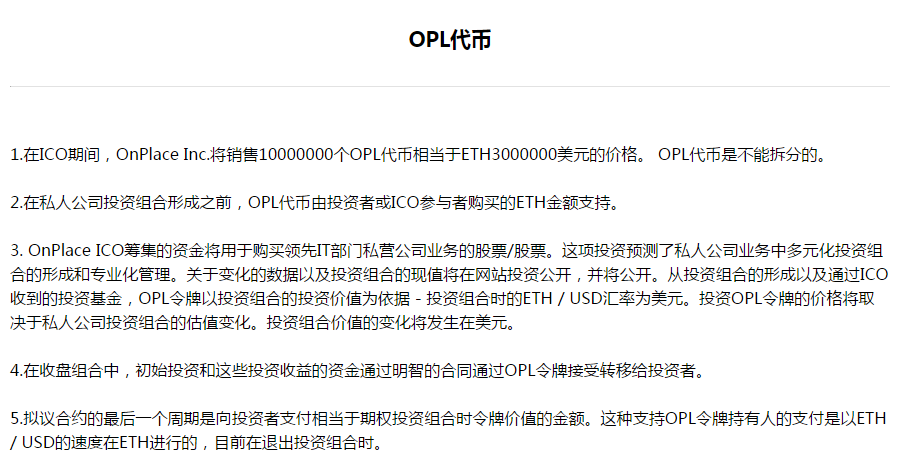 OPL代币
1.在ICO期间，OnPlace Inc.将销售10000000个OPL代币相当于ETH3000000美元的价格。 OPL代币是不能拆分的。
2.在私人公司投资组合形成之前，OPL代币由投资者或ICO参与者购买的ETH金额支持。
3. OnPlace ICO筹集的资金将用于购买领先IT部门私营公司业务的股票/股票。这项投资预测了私人公司业务中多元化投资组
合的形成和专业化管理。关于变化的数据以及投资组合的现值将在网站投资公开，并将公开。从投资组合的形成以及通过ICO
收到的投资基金，OPL令牌以投资组合的投资价值为依据 - 投资组合时的ETH / USD汇率为美元。投资OPL令牌的价格将取
决于私人公司投资组合的估值变化。投资组合价值的变化将发生在美元。
4.在收盘组合中，初始投资和这些投资收益的资金通过明智的合同通过OPL令牌接受转移给投资者。
5.拟议合约的最后一个周期是向投资者支付相当于期权投资组合时令牌价值的金额。这种支持OPL令牌持有人的支付是以ETH
/ USD的速度在ETH进行的，目前在退出投资组合时。